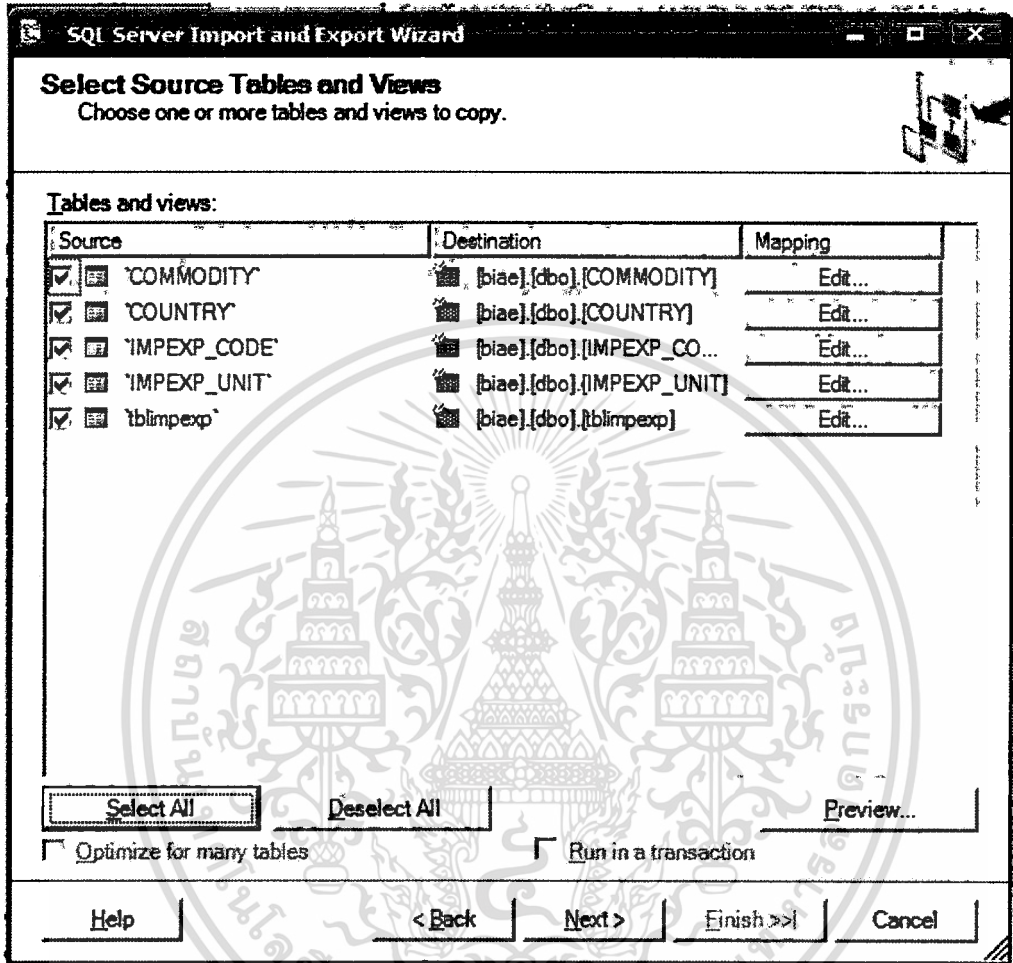 SQL Server Import and Export Wizard
Select Source Tables and Views
Choose one or more tables and views to copy.
Tables and views:
Source Destination Mapping
`COMMODITY` [biae].[dbo].[COMMODITY] Edit...
`COUNTRY` [biae].[dbo].[COUNTRY] Edit...
`IMPEXP_CODE` [biae].[dbo].[IMPEXP_CO... Edit...
`IMPEXP_UNIT` [biae].[dbo].[IMPEXP_UNIT] Edit...
`tblimpexp` [biae].[dbo].[tblimpexp] Edit...
Select All Deselect All Preview...
Optimize for many tables Run in a transaction
Help < Back Next > Finish >>| Cancel